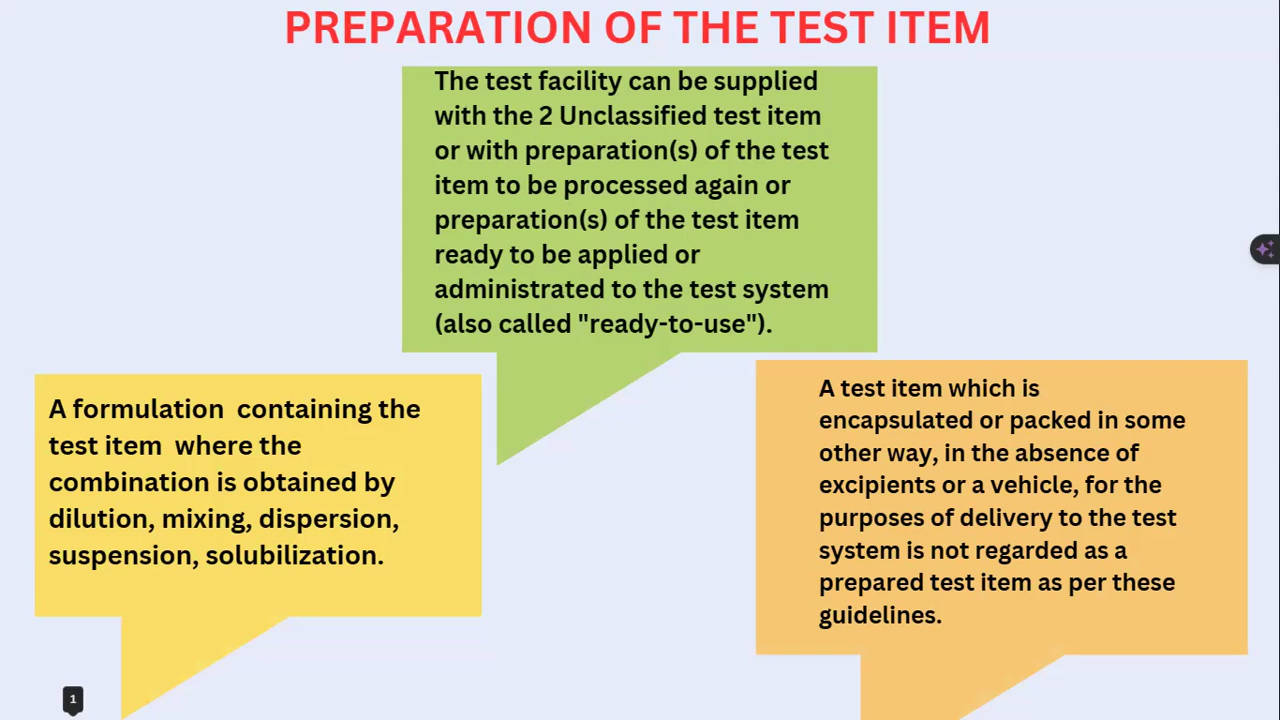 PREPARATION OF THE TEST ITEM
The test facility can be supplied
with the 2 Unclassified test item
or with preparation(s) of the test
item to be processed again or
preparation(s) of the test item
ready to be applied or
administrated to the test system
(also called "ready-to-use").
A formulation containing the
test item where the
combination is obtained by
dilution, mixing, dispersion,
suspension, solubilization.
A test item which is
encapsulated or packed in some
other way, in the absence of
excipients or a vehicle, for the
purposes of delivery to the test
system is not regarded as a
prepared test item as per these
guidelines.
1